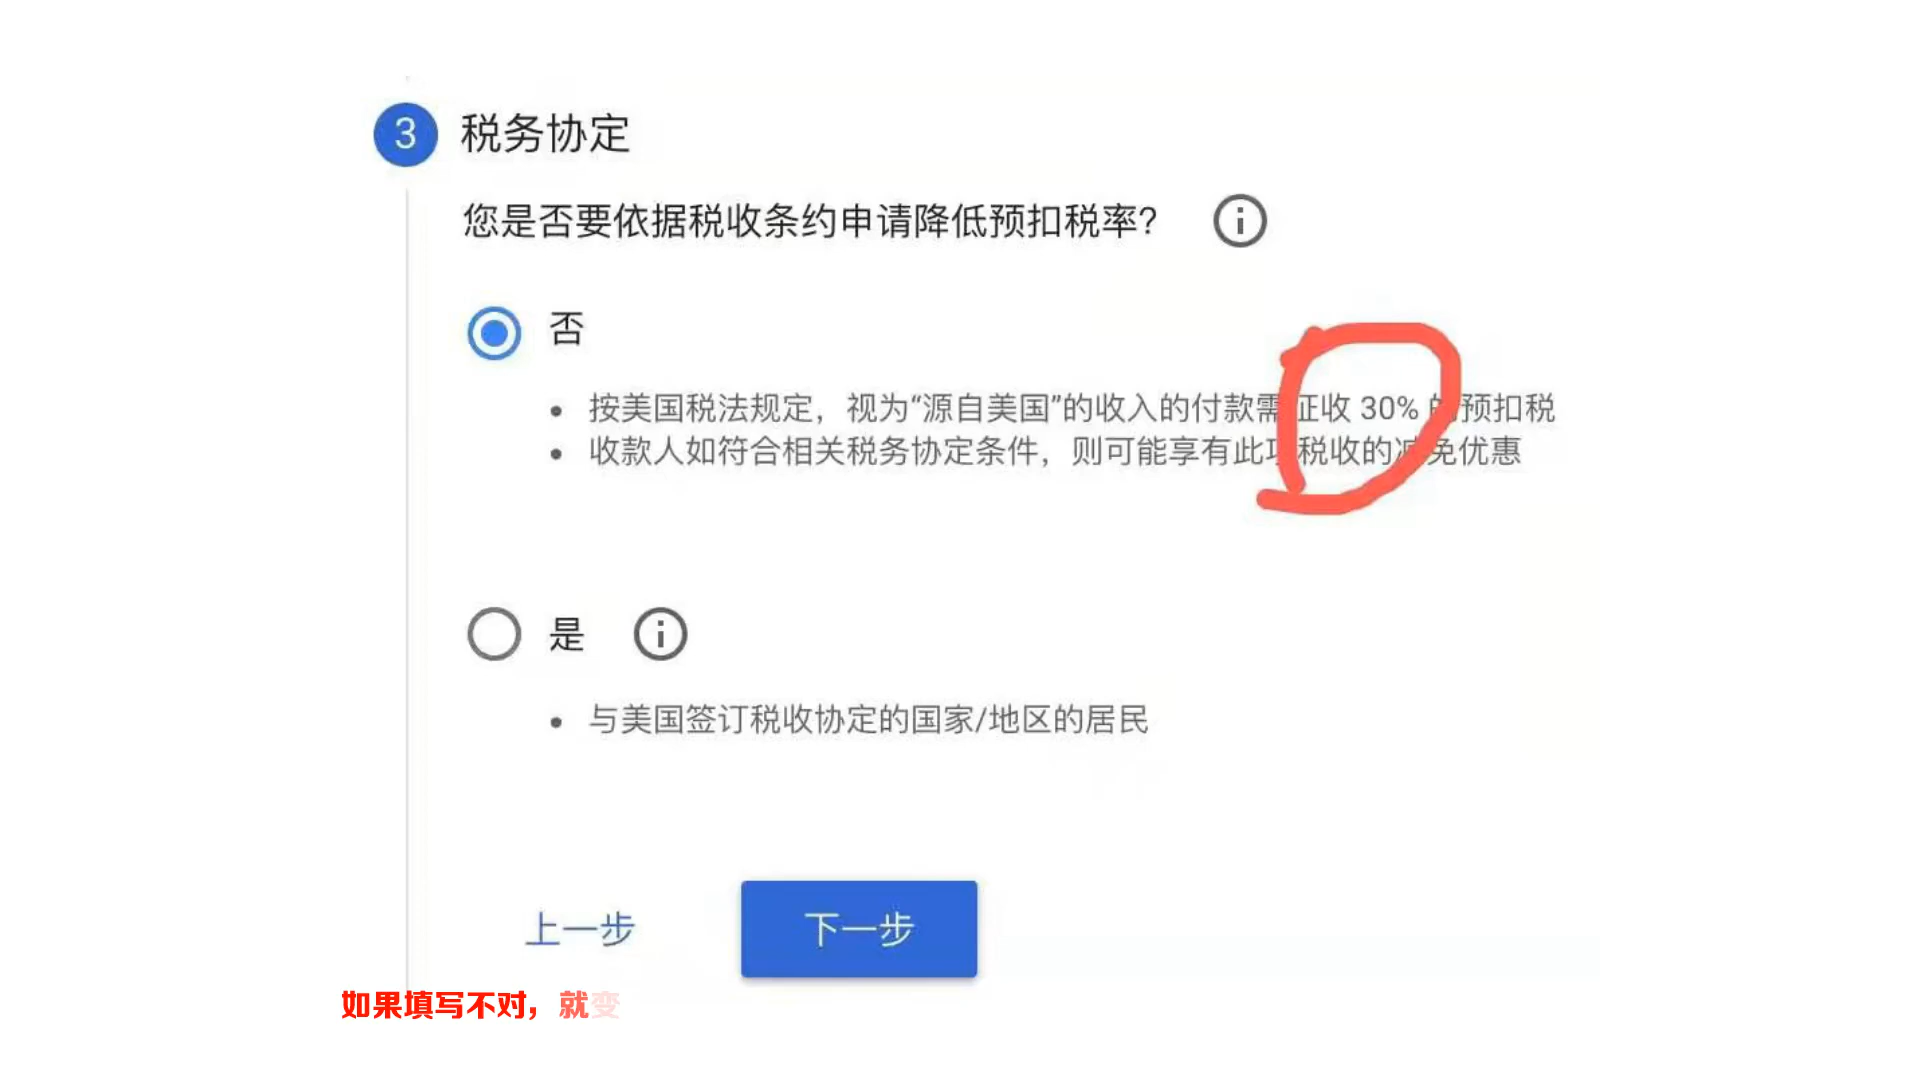 3 税务协定
您是否要依据税收条约申请降低预扣税率?
否
按美国税法规定，视为“源自美国”的收入的付款需征收 30% 的预扣税
收款人如符合相关税务协定条件，则可能享有此项税收的减免优惠
是
与美国签订税收协定的国家/地区的居民
上一步 下一步
如果填写不对，就变